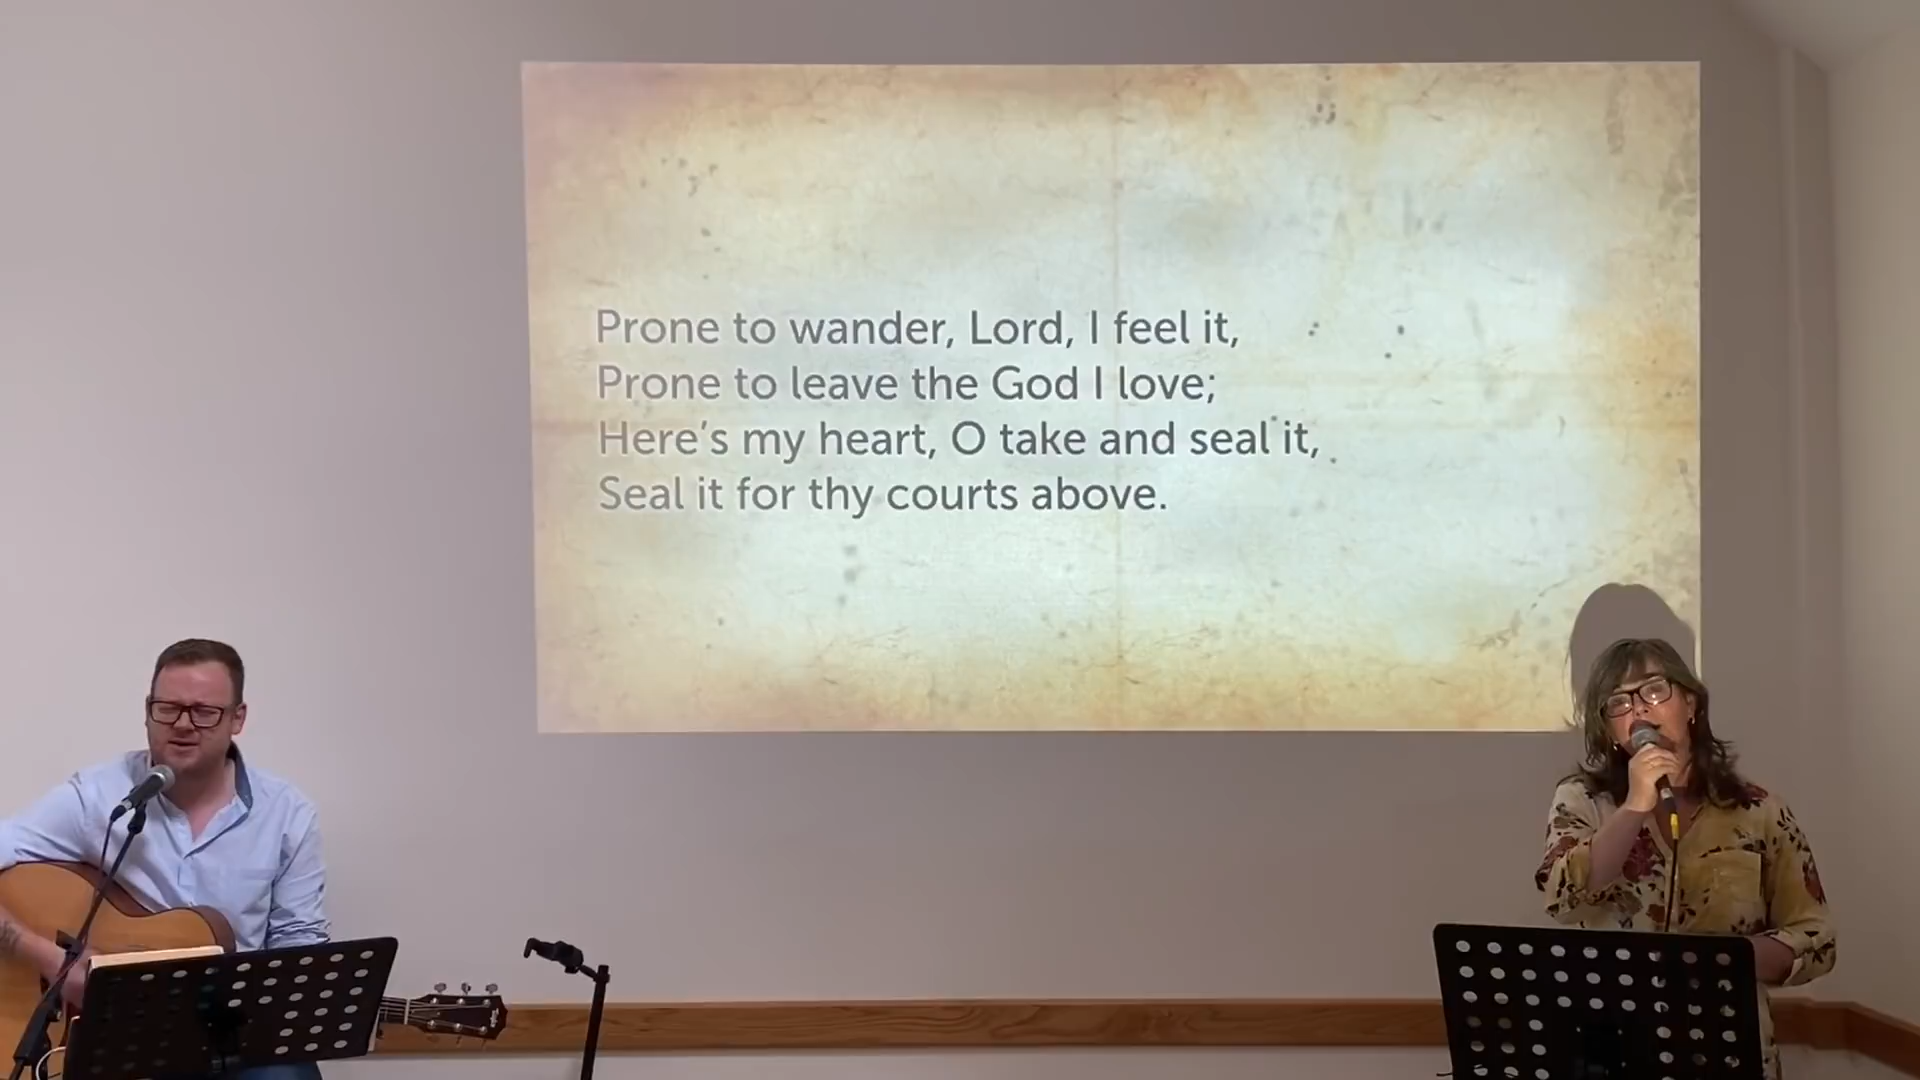 Prone to wander, Lord, I feel it,
Prone to leave the God I love;
Here's my heart, O take and seal it,
Seal it for thy courts above.